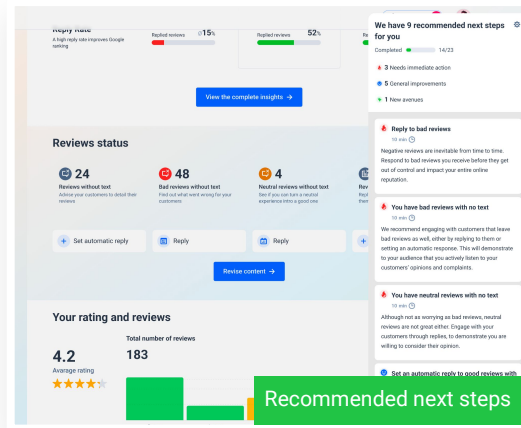 Reply Rate
A high reply rate improves Google
ranking
Replied reviews
15%
Replied reviews
52%
View the complete insights →
Reviews status
24
Reviews without text
Advise your customers to detail their
reviews
48
Bad reviews without text
Find out what went wrong for your
customers
4
Neutral reviews without text
See if you can turn a neutral
experience into a good one
Set automatic reply
Reply
Reply
Revise content →
Your rating and reviews
4.2
Avarage rating
Total number of reviews
183
We have 9 recommended next steps
for you
Completed
14/23
3 Needs immediate action
5 General improvements
1 New avenues
Reply to bad reviews
10 min
Negative reviews are inevitable from time to time.
Respond to bad reviews you receive before they get
out of control and impact your entire online
reputation.
You have bad reviews with no text
10 min
We recommend engaging with customers that leave
bad reviews as well, either by replying to them or
setting an automatic response. This will demonstrate
to your audience that you actively listen to your
customers' opinions and complaints.
You have neutral reviews with no text
10 min
Although not as worrying as bad reviews, neutral
reviews are not great either. Engage with your
customers through replies, to demonstrate you are
willing to consider their opinion.
Set an automatic reply to good reviews with
Recommended next steps